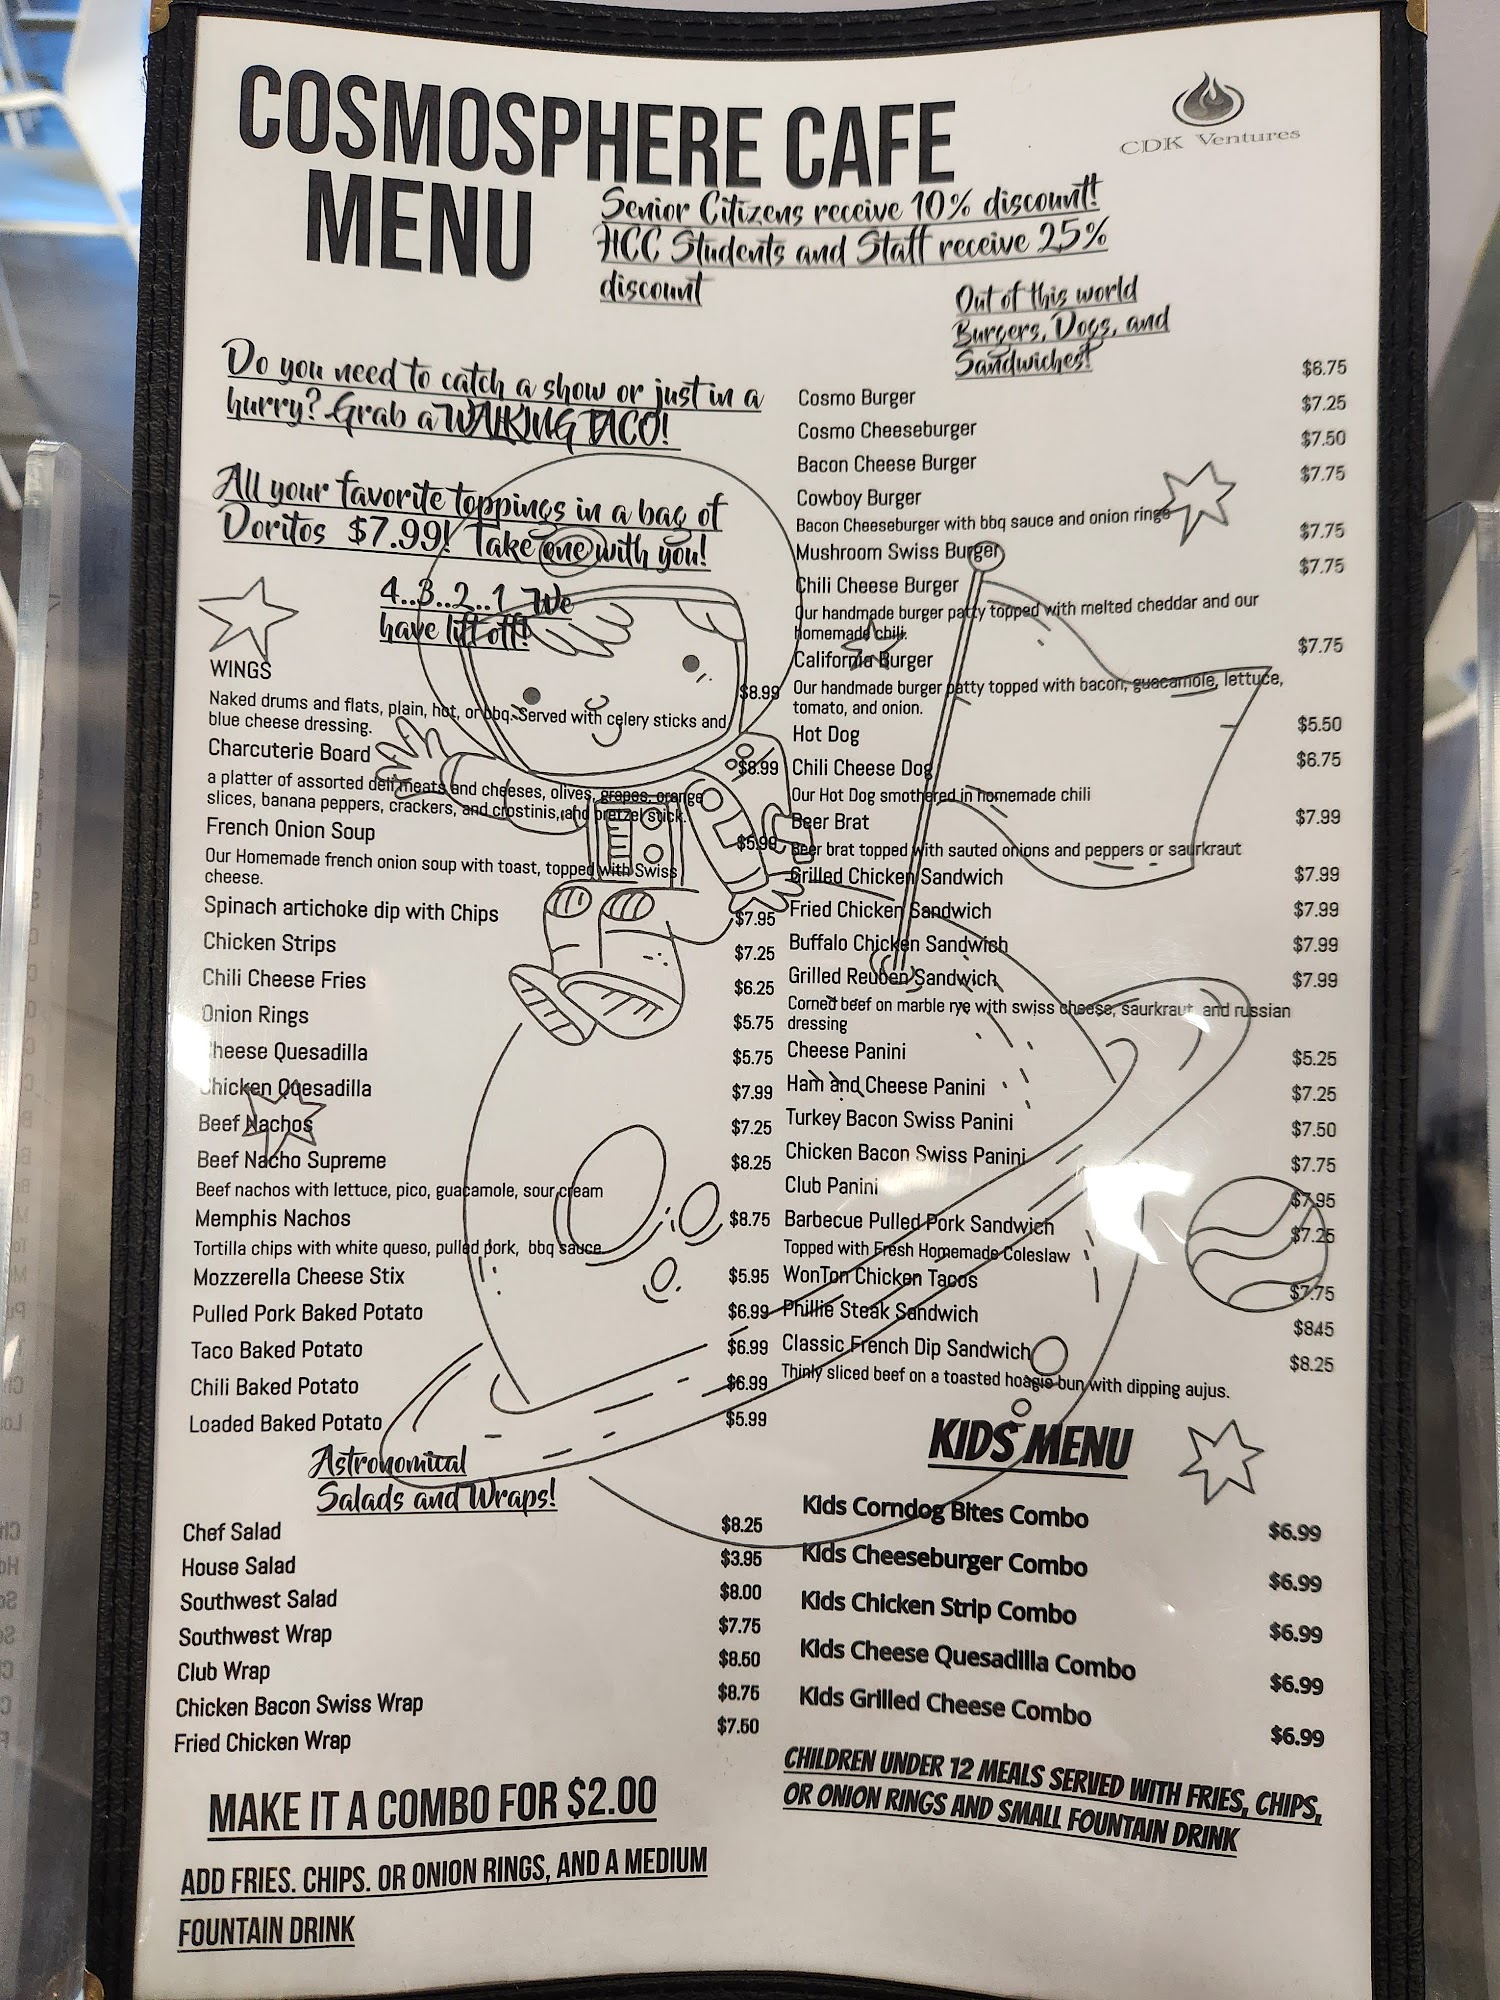 COSMOSPHERE CAFE
MENU
CDK Ventures
Senior Citizens receive 10% discount!
HCC Students and Staff receive 25%
discount
Do you need to catch a show or just in a
hurry? Grab a WALKING TACO!
All your favorite toppings in a bag of
Doritos $7.99! Take one with you!
4..3..2..1 We
have lift off!
WINGS $8.99
Naked drums and flats, plain, hot, or bbq. Served with celery sticks and
blue cheese dressing.
Charcuterie Board $8.99
a platter of assorted deli meats and cheeses, olives, grapes, orange
slices, banana peppers, crackers, and crostinis, and pretzel stick.
French Onion Soup $5.99
Our Homemade french onion soup with toast, topped with Swiss
cheese.
Spinach artichoke dip with Chips $7.95
Chicken Strips $7.25
Chili Cheese Fries $6.25
Onion Rings $5.75
Cheese Quesadilla $5.75
Chicken Quesadilla $7.99
Beef Nachos $7.25
Beef Nacho Supreme $8.25
Beef nachos with lettuce, pico, guacamole, sour cream
Memphis Nachos $8.75
Tortilla chips with white queso, pulled pork, bbq sauce
Mozzerella Cheese Stix $5.95
Pulled Pork Baked Potato $6.99
Taco Baked Potato $6.99
Chili Baked Potato $6.99
Loaded Baked Potato $5.99
Astronomical
Salads and Wraps!
Chef Salad $8.25
House Salad $3.95
Southwest Salad $8.00
Southwest Wrap $7.75
Club Wrap $8.50
Chicken Bacon Swiss Wrap $8.75
Fried Chicken Wrap $7.50
MAKE IT A COMBO FOR $2.00
ADD FRIES. CHIPS. OR ONION RINGS, AND A MEDIUM
FOUNTAIN DRINK
Out of this world
Burgers, Dogs, and
Sandwiches!
Cosmo Burger $6.75
Cosmo Cheeseburger $7.25
Bacon Cheese Burger $7.50
Cowboy Burger $7.75
Bacon Cheeseburger with bbq sauce and onion rings
Mushroom Swiss Burger $7.75
Chili Cheese Burger $7.75
Our handmade burger patty topped with melted cheddar and our
homemade chili.
California Burger $7.75
Our handmade burger patty topped with bacon, guacamole, lettuce,
tomato, and onion.
Hot Dog $5.50
Chili Cheese Dog $6.75
Our Hot Dog smothered in homemade chili
Beer Brat $7.99
Beer brat topped with sauted onions and peppers or saurkraut
Grilled Chicken Sandwich $7.99
Fried Chicken Sandwich $7.99
Buffalo Chicken Sandwich $7.99
Grilled Reuben Sandwich $7.99
Corned beef on marble rye with swiss cheese, saurkraut and russian
dressing
Cheese Panini $5.25
Ham and Cheese Panini $7.25
Turkey Bacon Swiss Panini $7.50
Chicken Bacon Swiss Panini $7.75
Club Panini $7.95
Barbecue Pulled Pork Sandwich $7.25
Topped with Fresh Homemade Coleslaw
WonTon Chicken Tacos $7.75
Phillie Steak Sandwich $8.45
Classic French Dip Sandwich $8.25
Thinly sliced beef on a toasted hoagie bun with dipping aujus.
KIDS MENU
Kids Corndog Bites Combo $6.99
Kids Cheeseburger Combo $6.99
Kids Chicken Strip Combo $6.99
Kids Cheese Quesadilla Combo $6.99
Kids Grilled Cheese Combo $6.99
CHILDREN UNDER 12 MEALS SERVED WITH FRIES, CHIPS,
OR ONION RINGS AND SMALL FOUNTAIN DRINK